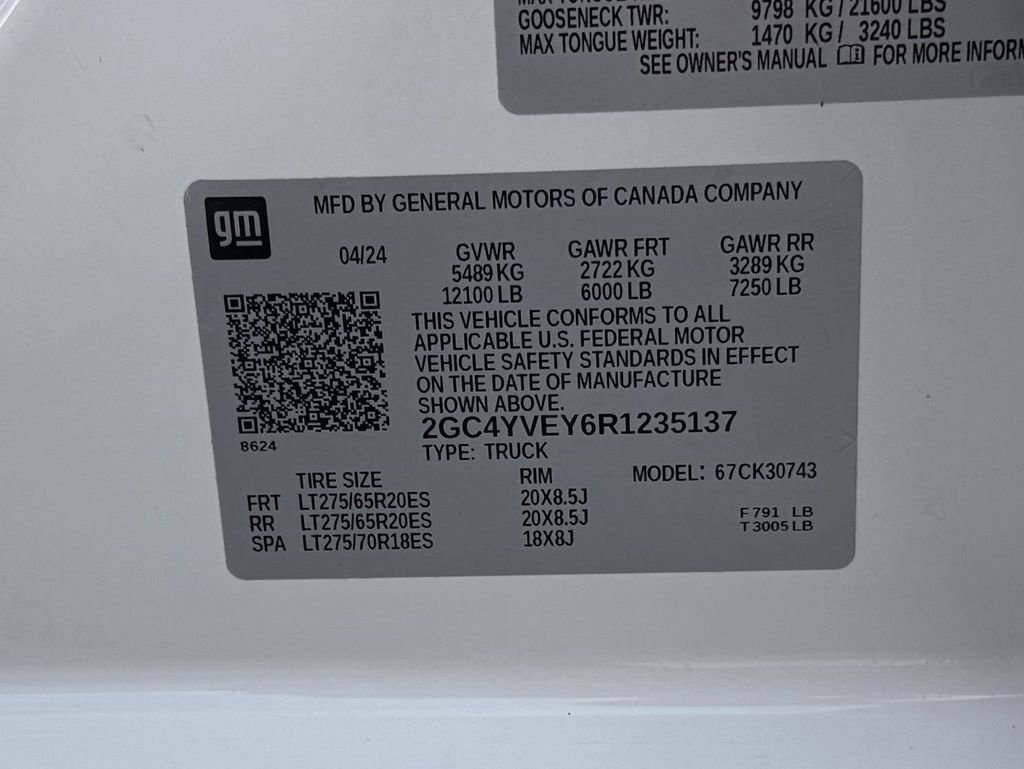 GOOSENECK TWR: 9798 KG / 21600 LBS
MAX TONGUE WEIGHT: 1470 KG / 3240 LBS
SEE OWNER'S MANUAL FOR MORE INFORM
gm
MFD BY GENERAL MOTORS OF CANADA COMPANY
04/24 GVWR GAWR FRT GAWR RR
5489 KG 2722 KG 3289 KG
12100 LB 6000 LB 7250 LB
THIS VEHICLE CONFORMS TO ALL
APPLICABLE U.S. FEDERAL MOTOR
VEHICLE SAFETY STANDARDS IN EFFECT
ON THE DATE OF MANUFACTURE
SHOWN ABOVE.
2GC4YVEY6R1235137
8624
TYPE: TRUCK
TIRE SIZE RIM MODEL: 67CK30743
FRT LT275/65R20ES 20X8.5J
RR LT275/65R20ES 20X8.5J
SPA LT275/70R18ES 18X8J
F 791 LB
T 3005 LB